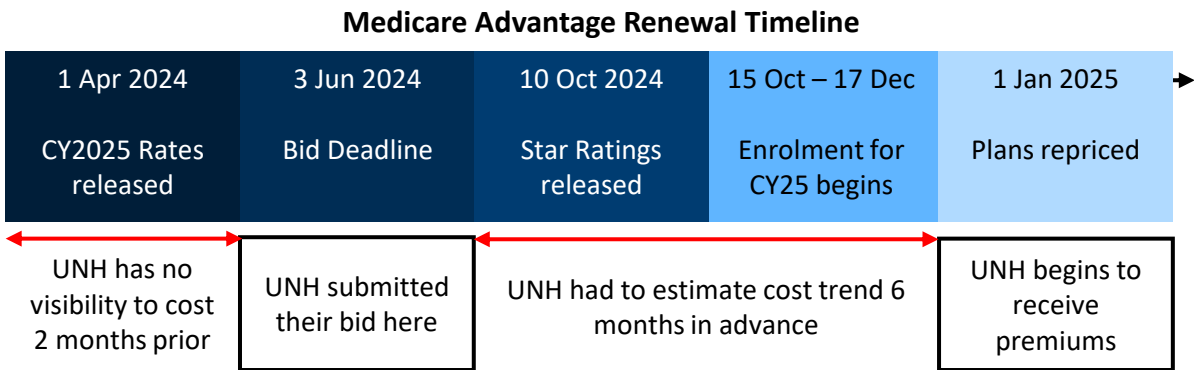 Medicare Advantage Renewal Timeline
1 Apr 2024
CY2025 Rates
released
3 Jun 2024
Bid Deadline
10 Oct 2024
Star Ratings
released
15 Oct – 17 Dec
Enrolment for
CY25 begins
1 Jan 2025
Plans repriced
UNH has no
visibility to cost
2 months prior
UNH submitted
their bid here
UNH had to estimate cost trend 6
months in advance
UNH begins to
receive
premiums